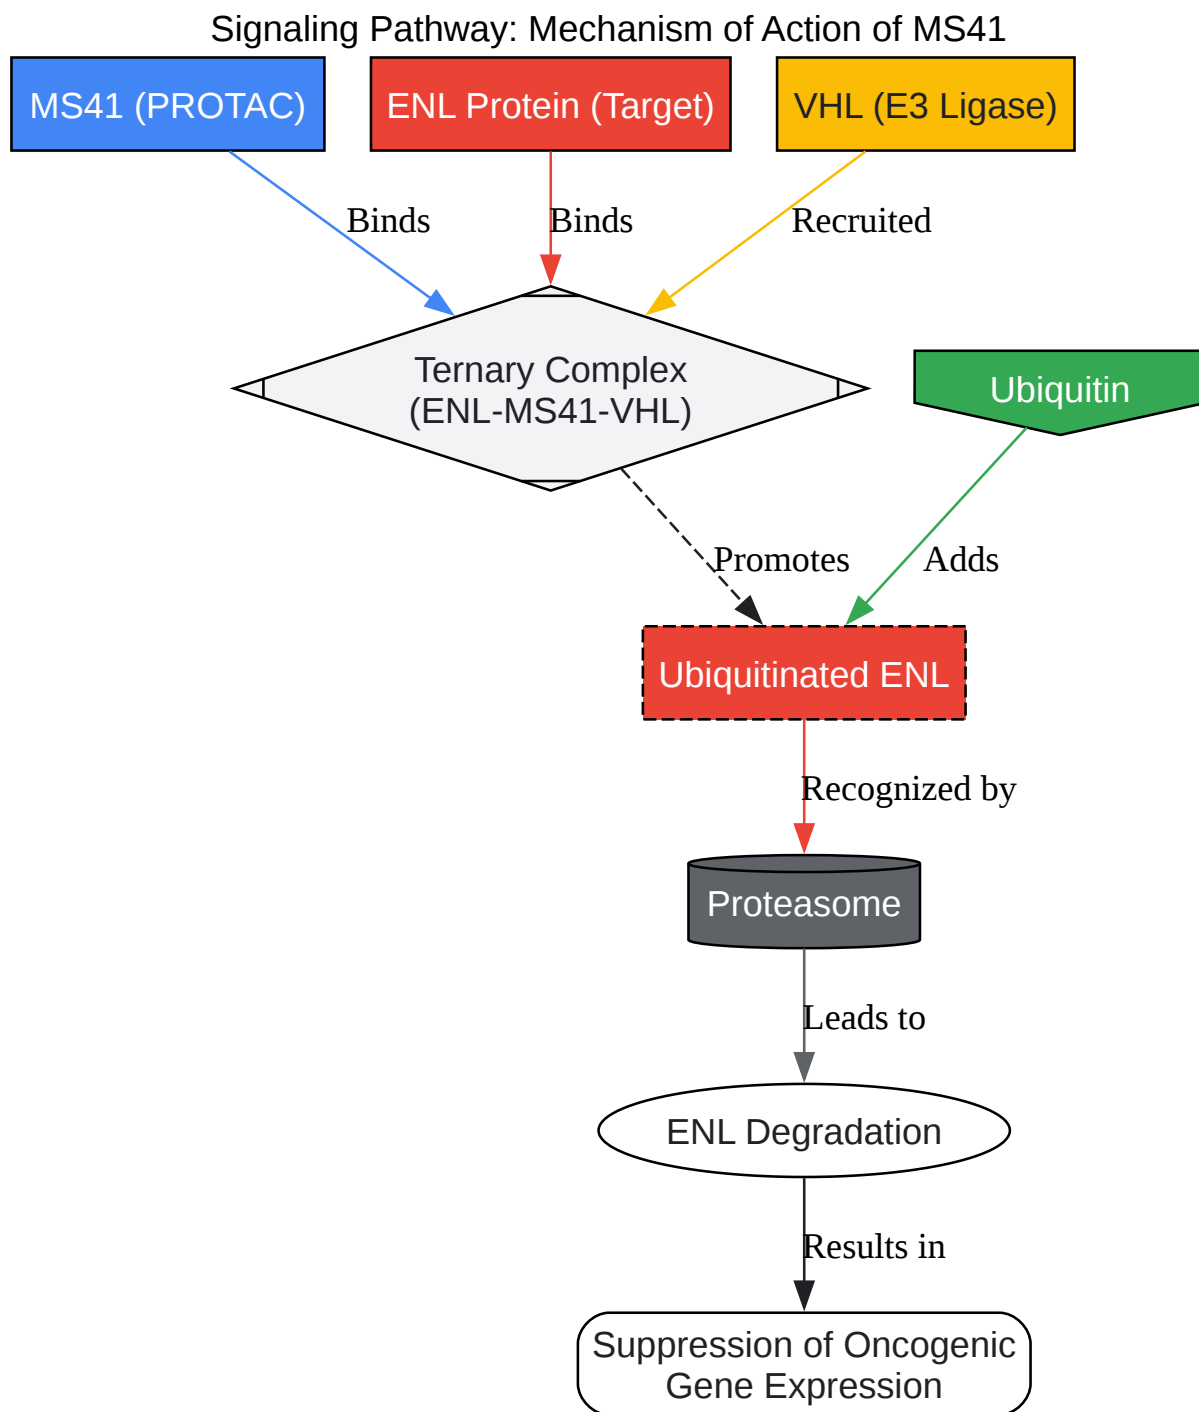 Signaling Pathway: Mechanism of Action of MS41
MS41 (PROTAC)
ENL Protein (Target)
VHL (E3 Ligase)
Binds
Binds
Recruited
Ternary Complex
(ENL-MS41-VHL)
Ubiquitin
Promotes
Adds
Ubiquitinated ENL
Recognized by
Proteasome
Leads to
ENL Degradation
Results in
Suppression of Oncogenic
Gene Expression